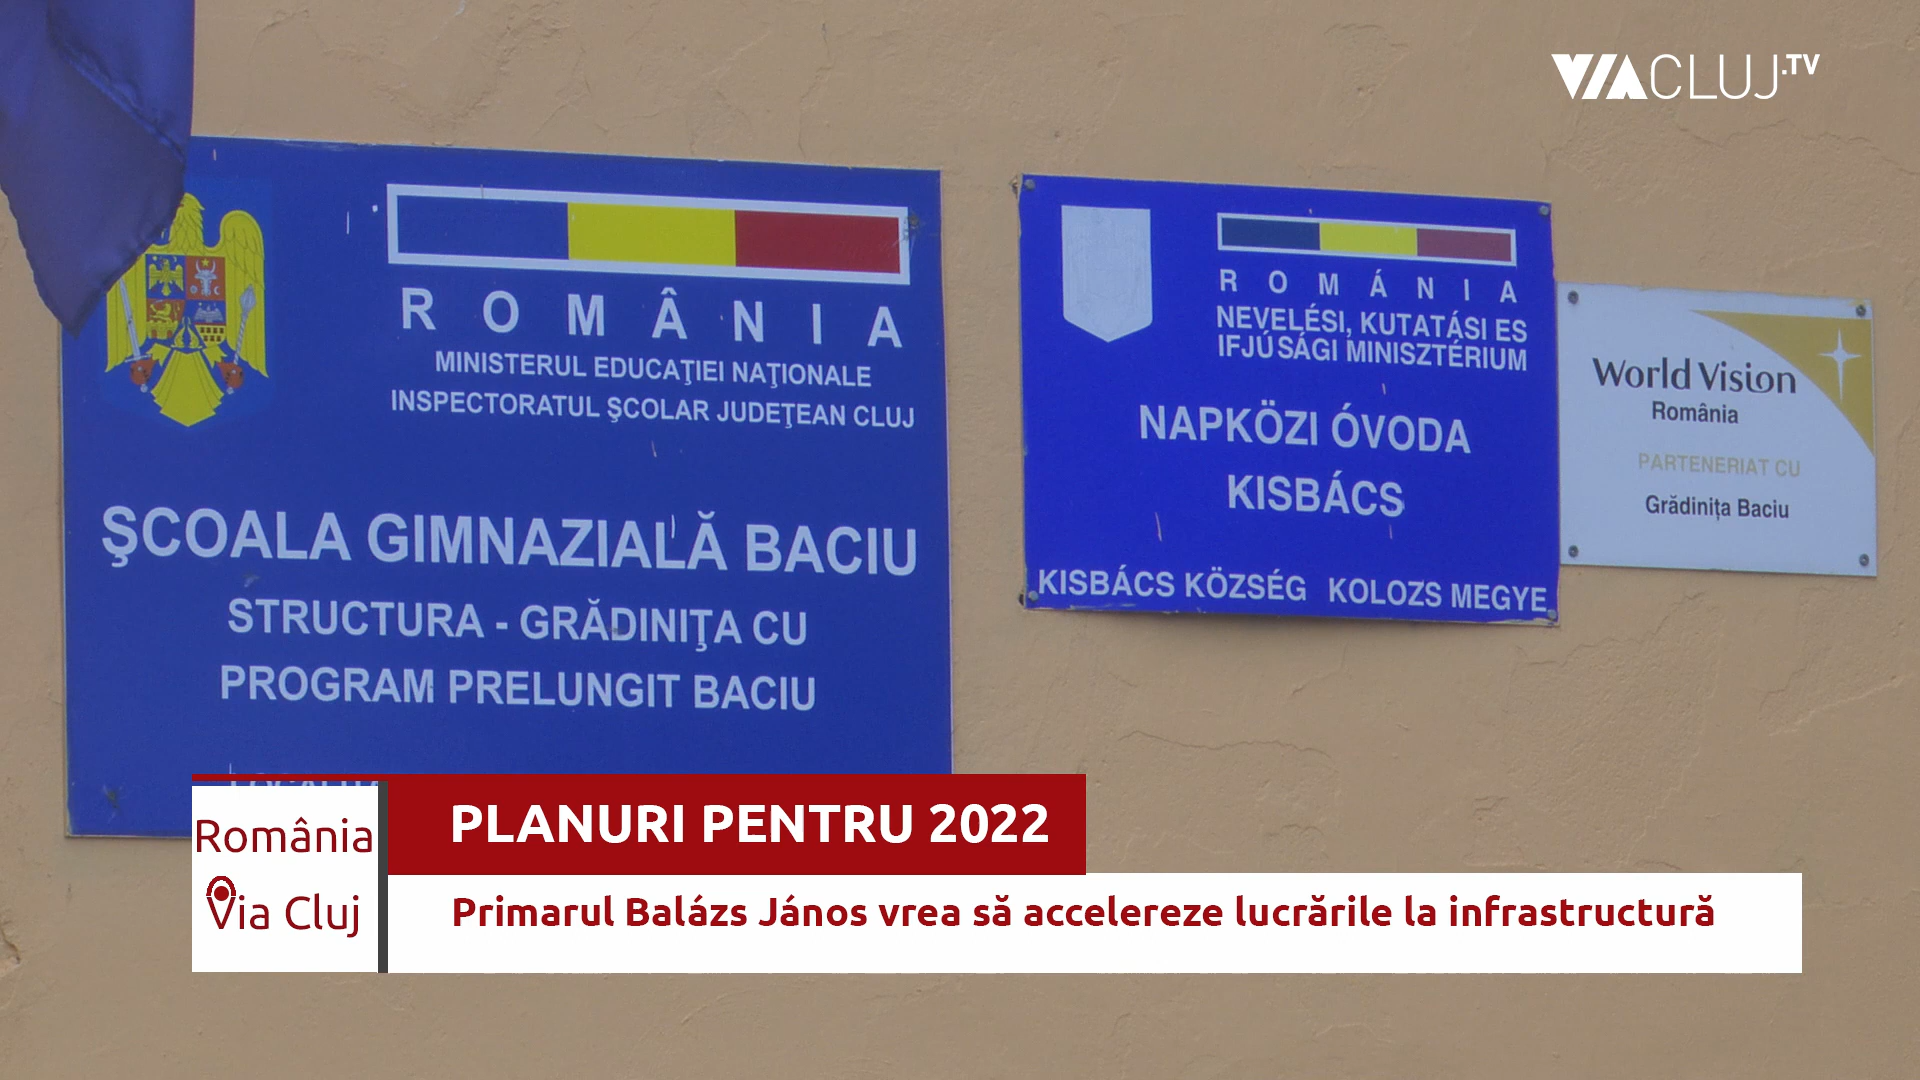 VIACLUJ.TV
ROMÂNIA
MINISTERUL EDUCAŢIEI NAŢIONALE
INSPECTORATUL ŞCOLAR JUDEŢEAN CLUJ
ŞCOALA GIMNAZIALĂ BACIU
STRUCTURA - GRĂDINIŢA CU
PROGRAM PRELUNGIT BACIU
ROMÁNIA
NEVELÉSI, KUTATÁSI ES
IFJÚSÁGI MINISZTÉRIUM
NAPKÖZI ÓVODA
KISBÁCS
KISBÁCS KÖZSÉG KOLOZS MEGYE
World Vision
România
PARTENERIAT CU
Grădinița Baciu
România
Via Cluj
PLANURI PENTRU 2022
Primarul Balázs János vrea să accelereze lucrările la infrastructură